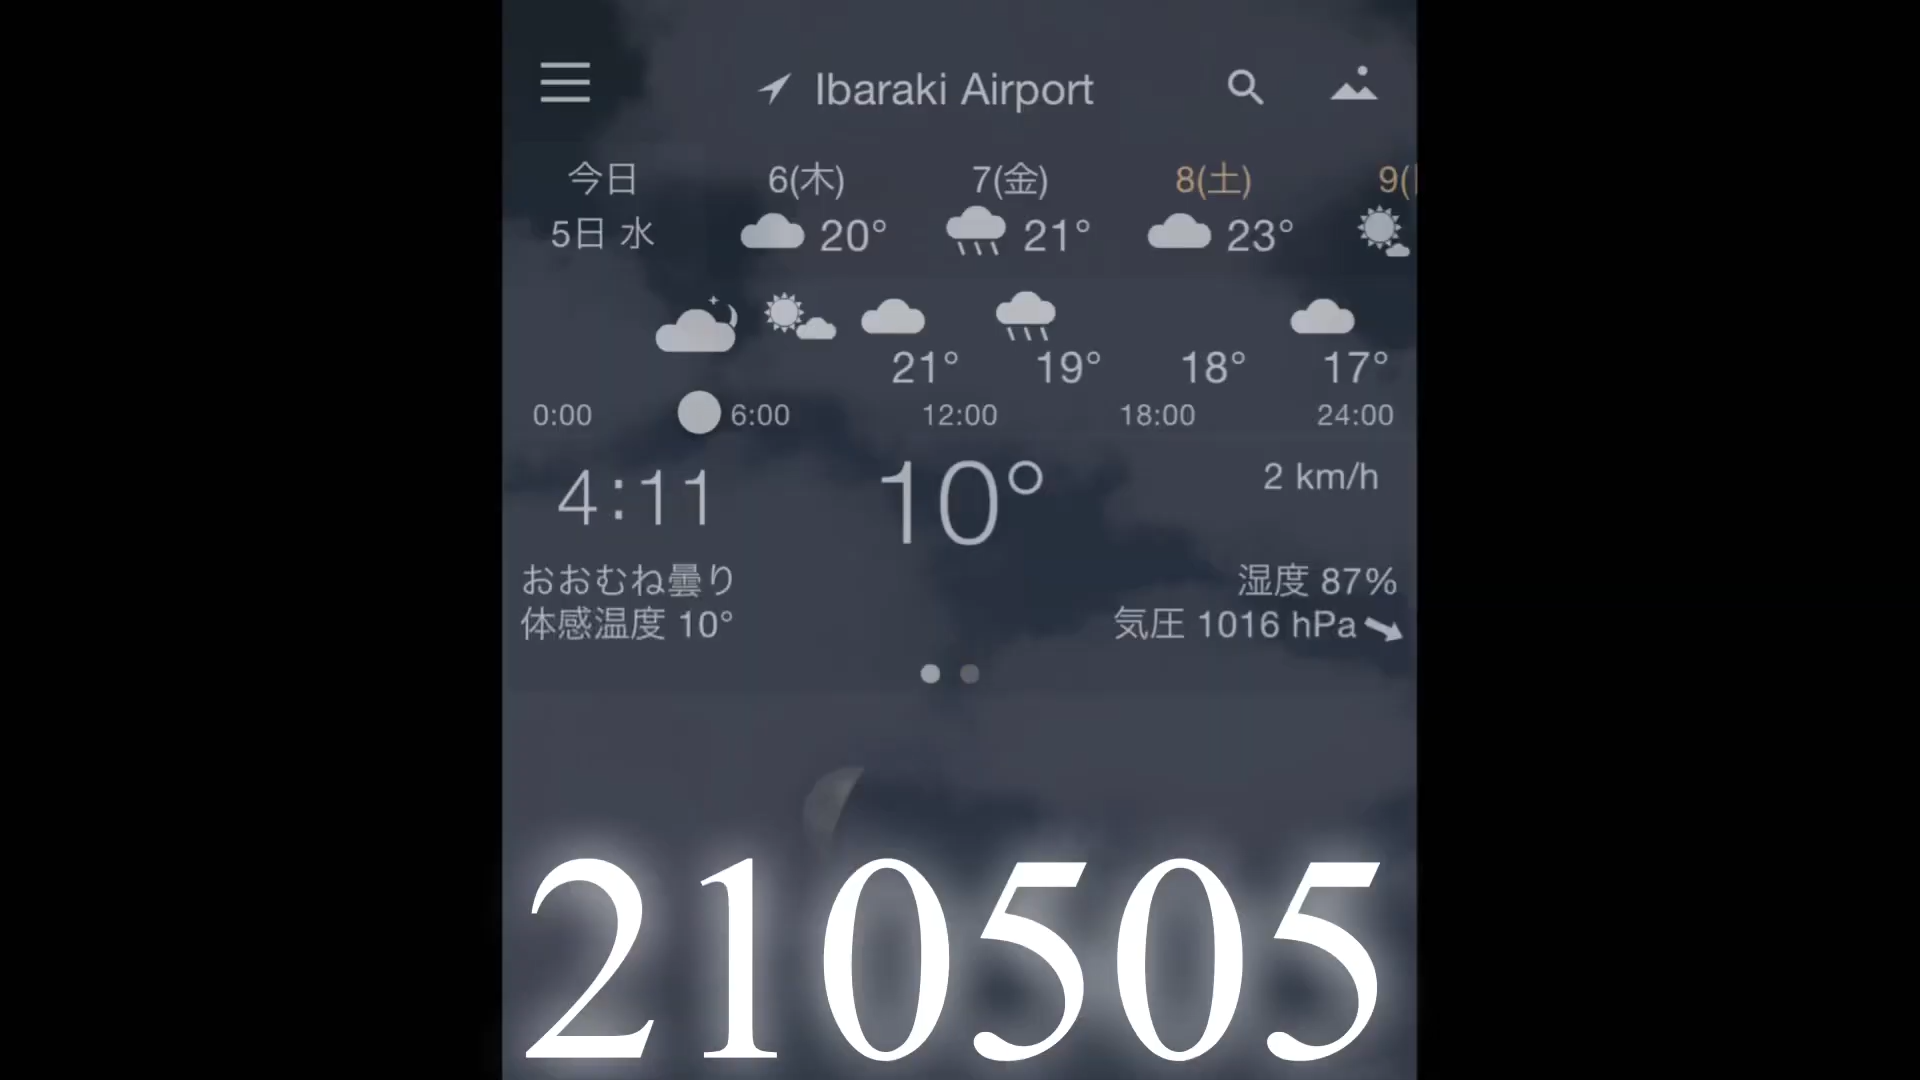 Ibaraki Airport
今日 6(木) 7(金) 8(土) 9(
5日 水 20° 21° 23°
21° 19° 18° 17°
0:00 6:00 12:00 18:00 24:00
4:11 10° 2 km/h
おおむね曇り 湿度 87%
体感温度 10° 気圧 1016 hPa
210505